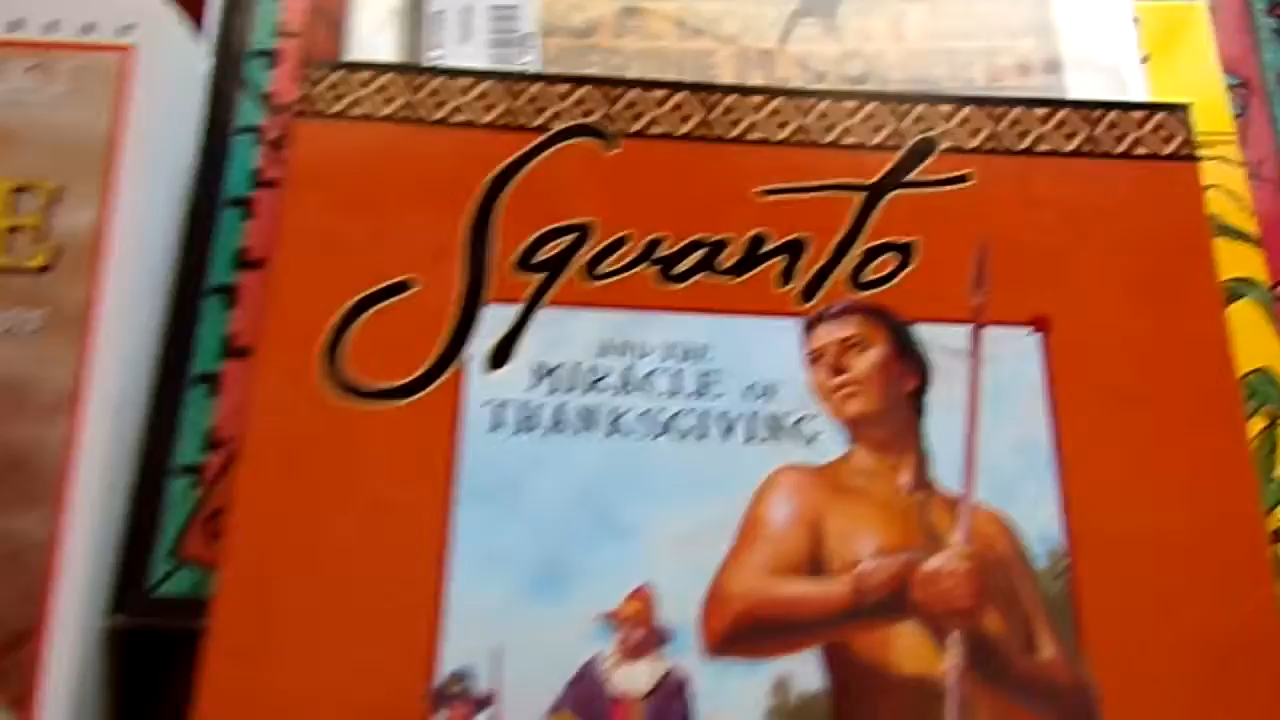 Squanto
AND THE
MIRACLE OF
THANKSGIVING
E